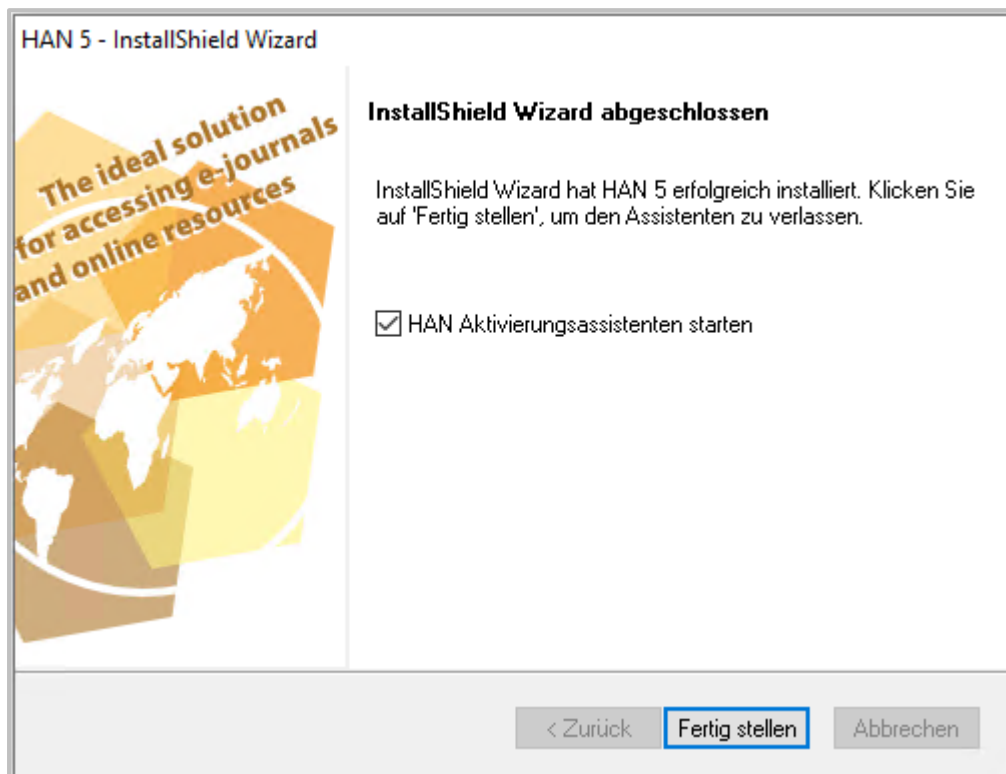 HAN 5 - InstallShield Wizard
The ideal solution
for accessing e-journals
and online resources
InstallShield Wizard abgeschlossen
InstallShield Wizard hat HAN 5 erfolgreich installiert. Klicken Sie
auf 'Fertig stellen', um den Assistenten zu verlassen.
HAN Aktivierungsassistenten starten
< Zurück
Fertig stellen
Abbrechen